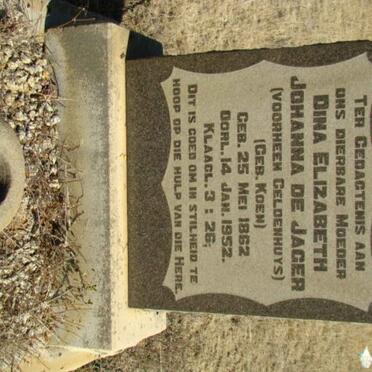 TER GEDAGTENIS AAN
ONS DIERBARE MOEDER
DINA ELIZABETH
JOHANNA DE JAGER
(VOORHEEN GELDENHUYS)
(GEB. KOEN)
GEB. 25 MEI 1862
OORL. 14 JAN. 1952.
KLAAGL. 3 : 26;
DIT IS GOED OM IN STILHEID TE
HOOP OP DIE HULP VAN DIE HERE.